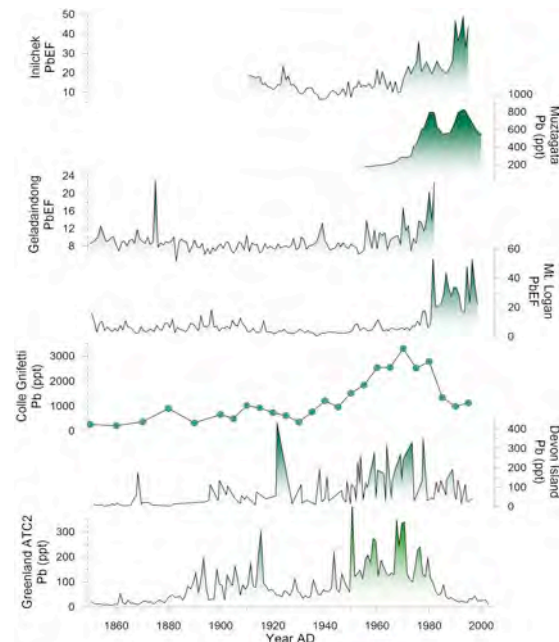 50
40
30
20
10
Inilchek
PbEF
1000
800
600
400
200
Muztagata
Pb (ppt)
24
20
16
12
8
Geladaindong
PbEF
60
40
20
0
Mt. Logan
PbEF
3000
2000
1000
0
Colle Gnifetti
Pb (ppt)
400
300
200
100
0
Devon Island
Pb (ppt)
300
200
100
0
Greenland ATC2
Pb (ppt)
1860 1880 1900 1920 1940 1960 1980 2000
Year AD